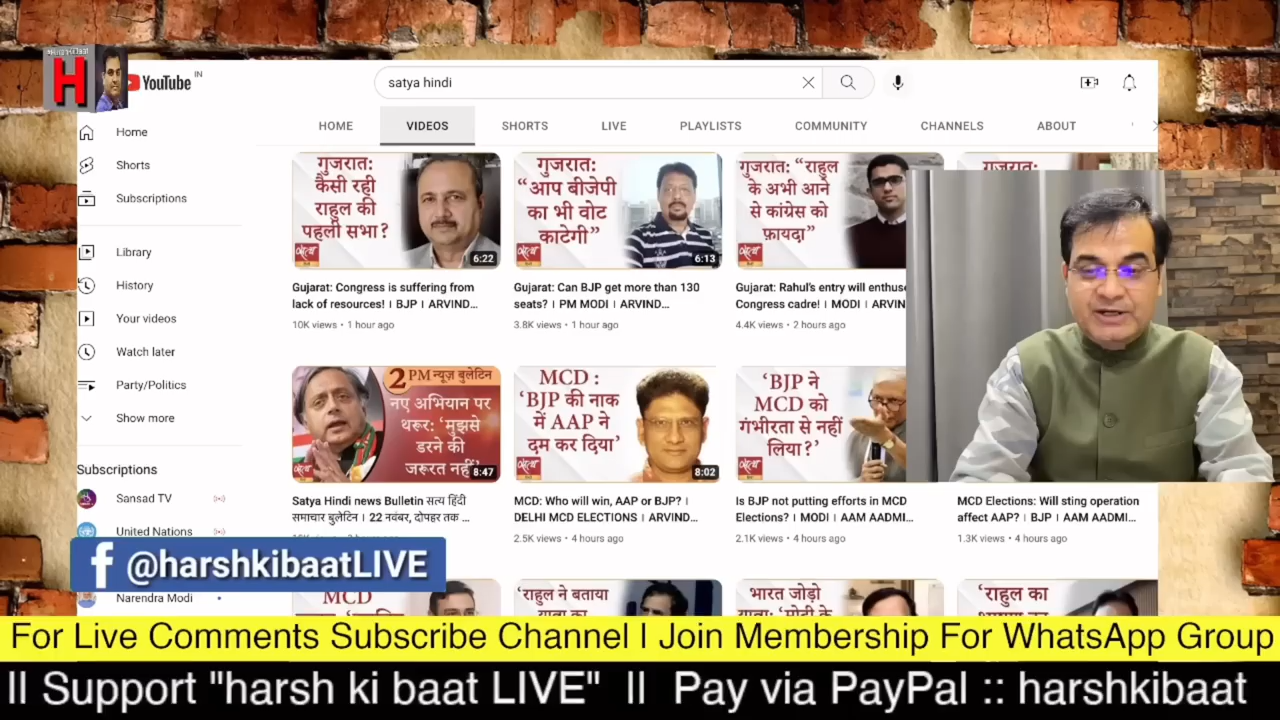 #HarshKiBaat
H
YouTube IN
satya hindi
HOME VIDEOS SHORTS LIVE PLAYLISTS COMMUNITY CHANNELS ABOUT
Home
Shorts
Subscriptions
Library
History
Your videos
Watch later
Party/Politics
Show more
Subscriptions
Sansad TV
United Nations
Narendra Modi
गुजरात:
कैसी रही
राहुल की
पहली सभा?
6:22
Gujarat: Congress is suffering from
lack of resources! । BJP । ARVIND...
10K views • 1 hour ago
गुजरात:
“आप बीजेपी
का भी वोट
काटेगी”
6:13
Gujarat: Can BJP get more than 130
seats? । PM MODI । ARVIND...
3.8K views • 1 hour ago
गुजरात: “राहुल
के अभी आने
से कांग्रेस को
फ़ायदा”
Gujarat: Rahul's entry will enthuse
Congress cadre! । MODI । ARVIN
4.4K views • 2 hours ago
गुजरात:
2 PM न्यूज़ बुलेटिन
नए अभियान पर
थरूर: ‘मुझसे
डरने की
जरूरत नहीं’
8:47
Satya Hindi news Bulletin सत्य हिंदी
समाचार बुलेटिन । 22 नवंबर, दोपहर तक ...
MCD :
‘BJP की नाक
में AAP ने
दम कर दिया’
8:02
MCD: Who will win, AAP or BJP? ।
DELHI MCD ELECTIONS । ARVIND...
2.5K views • 4 hours ago
‘BJP ने
MCD को
गंभीरता से नहीं
लिया?’
Is BJP not putting efforts in MCD
Elections? । MODI । AAM AADMI...
2.1K views • 4 hours ago
MCD Elections: Will sting operation
affect AAP? । BJP । AAM AADMI...
1.3K views • 4 hours ago
MCD
‘राहुल ने बताया
यात्रा का
भारत जोड़ो
‘राहुल का
f @harshkibaatLIVE
For Live Comments Subscribe Channel l Join Membership For WhatsApp Group
ll Support "harsh ki baat LIVE" ll Pay via PayPal :: harshkibaat